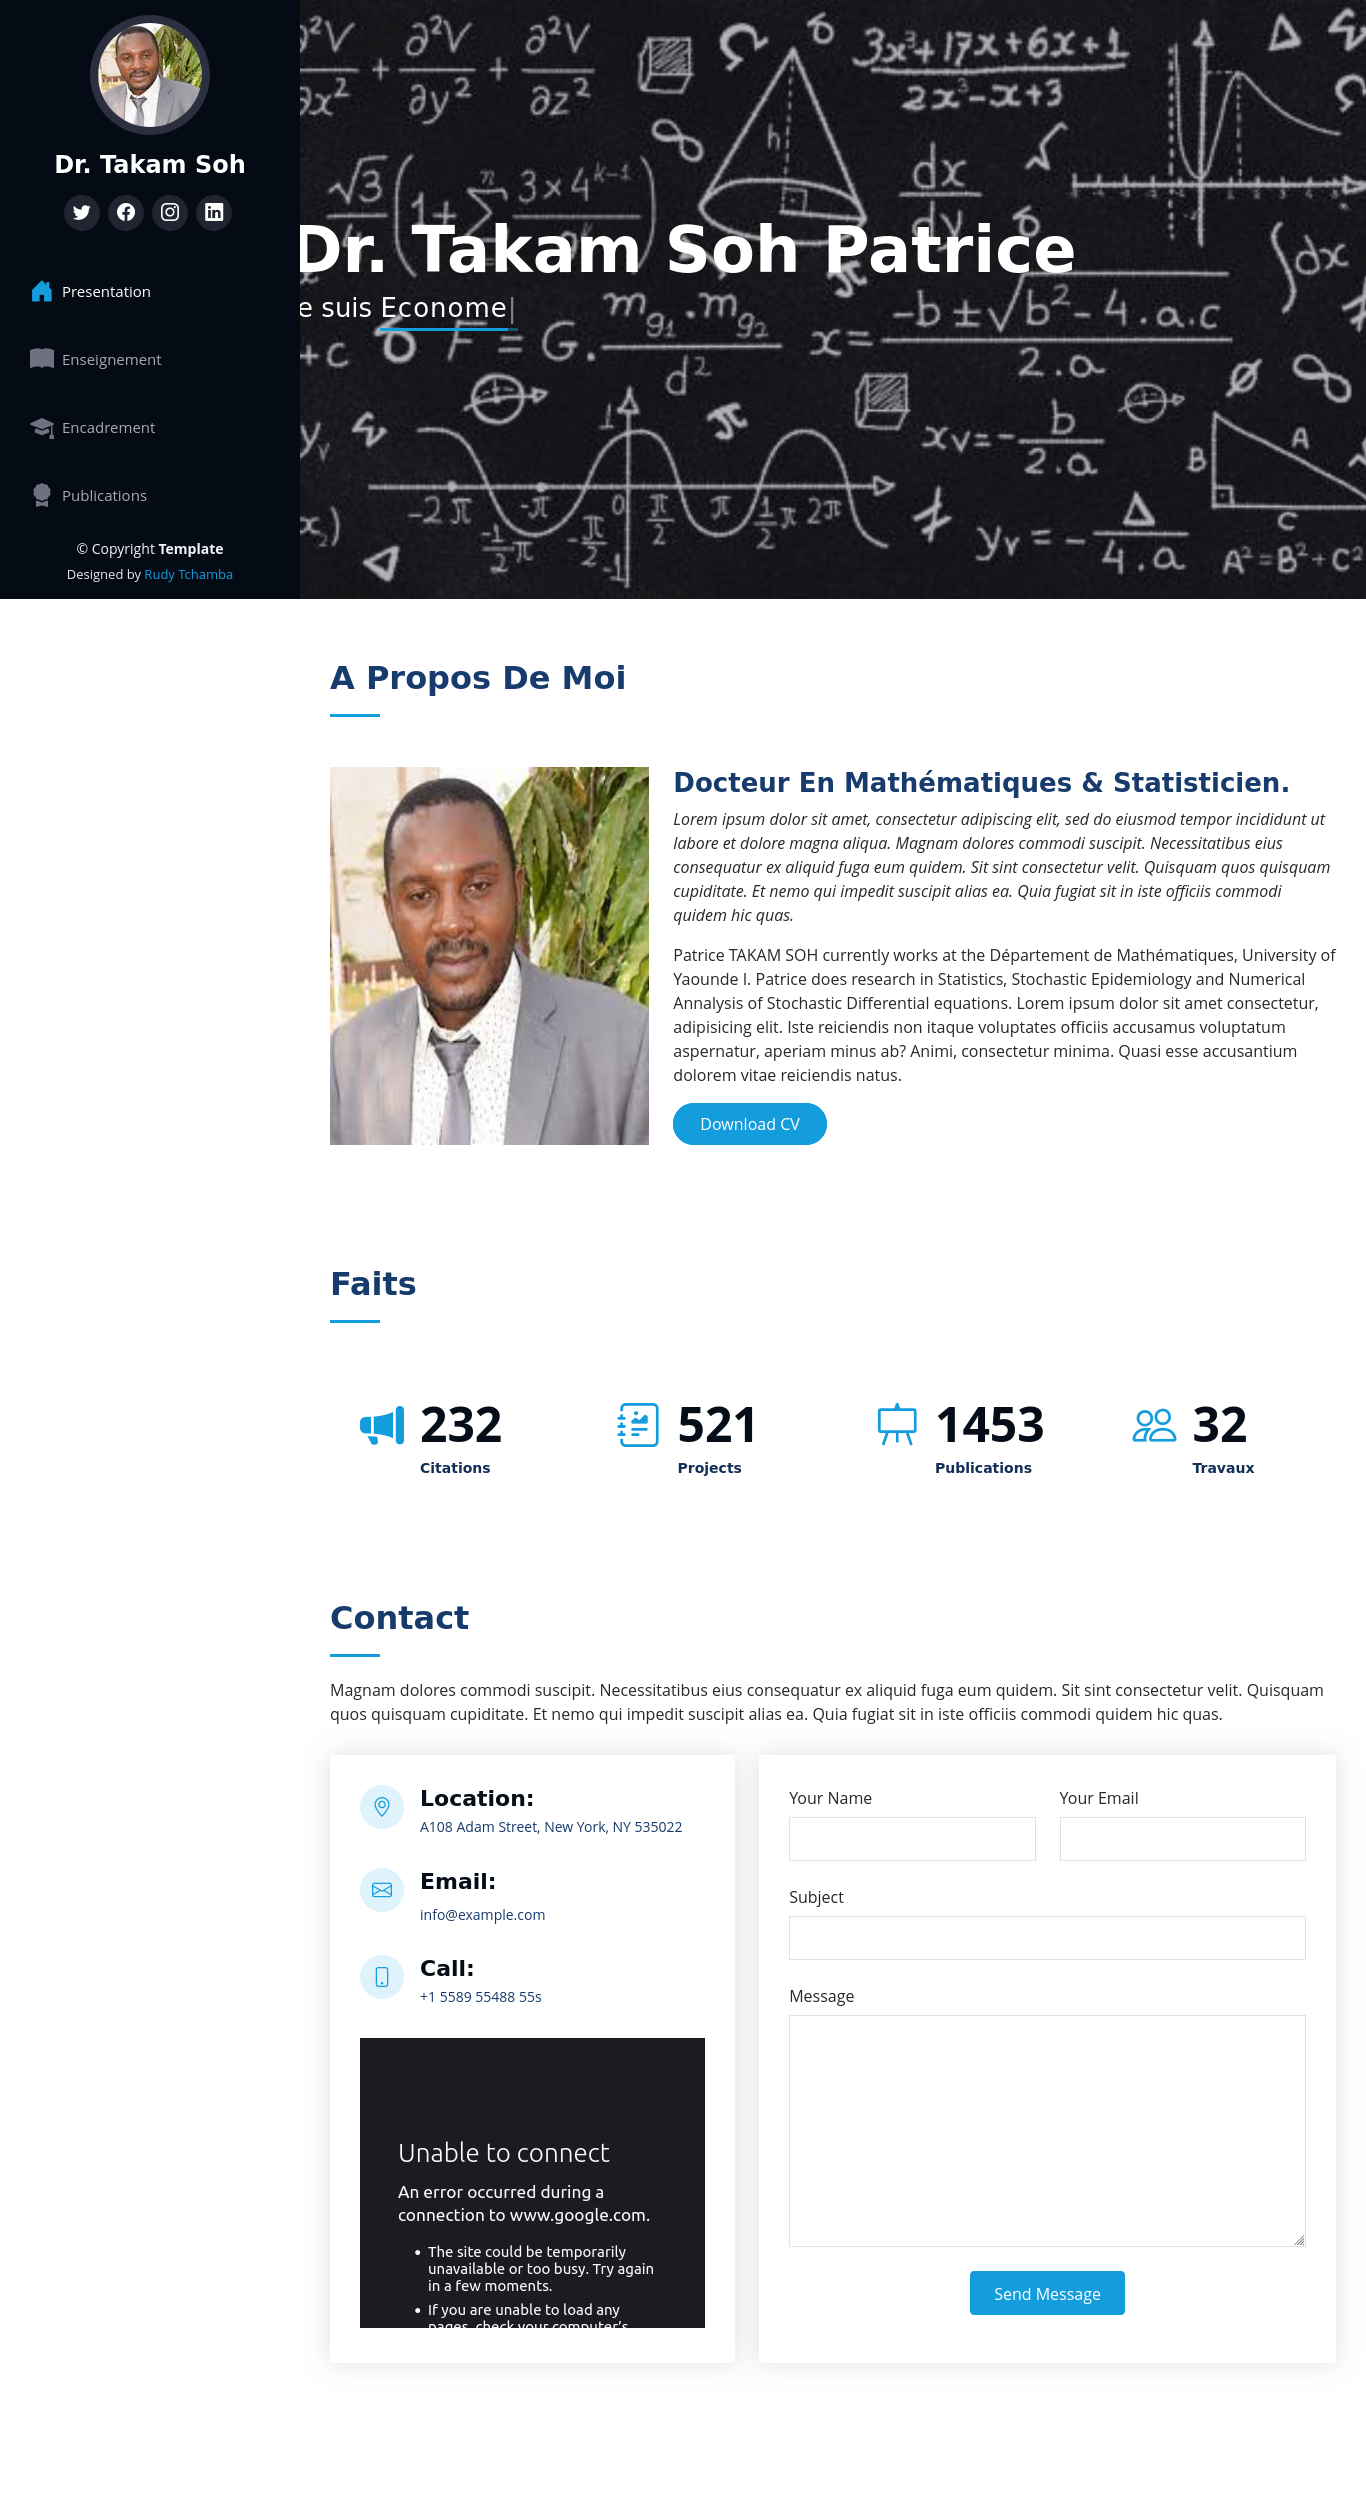 Dr. Takam Soh
Presentation
Enseignement
Encadrement
Publications
© Copyright Template
Designed by Rudy Tchamba
Dr. Takam Soh Patrice
e suis Econome|
A Propos De Moi
Docteur En Mathématiques & Statisticien.
Lorem ipsum dolor sit amet, consectetur adipiscing elit, sed do eiusmod tempor incididunt ut
labore et dolore magna aliqua. Magnam dolores commodi suscipit. Necessitatibus eius
consequatur ex aliquid fuga eum quidem. Sit sint consectetur velit. Quisquam quos quisquam
cupiditate. Et nemo qui impedit suscipit alias ea. Quia fugiat sit in iste officiis commodi
quidem hic quas.
Patrice TAKAM SOH currently works at the Département de Mathématiques, University of
Yaounde I. Patrice does research in Statistics, Stochastic Epidemiology and Numerical
Annalysis of Stochastic Differential equations. Lorem ipsum dolor sit amet consectetur,
adipisicing elit. Iste reiciendis non itaque voluptates officiis accusamus voluptatum
aspernatur, aperiam minus ab? Animi, consectetur minima. Quasi esse accusantium
dolorem vitae reiciendis natus.
Download CV
Faits
232
Citations
521
Projects
1453
Publications
32
Travaux
Contact
Magnam dolores commodi suscipit. Necessitatibus eius consequatur ex aliquid fuga eum quidem. Sit sint consectetur velit. Quisquam
quos quisquam cupiditate. Et nemo qui impedit suscipit alias ea. Quia fugiat sit in iste officiis commodi quidem hic quas.
Location:
A108 Adam Street, New York, NY 535022
Email:
info@example.com
Call:
+1 5589 55488 55s
Unable to connect
An error occurred during a
connection to www.google.com.
• The site could be temporarily
unavailable or too busy. Try again
in a few moments.
• If you are unable to load any
pages, check your computer's
Your Name
Your Email
Subject
Message
Send Message